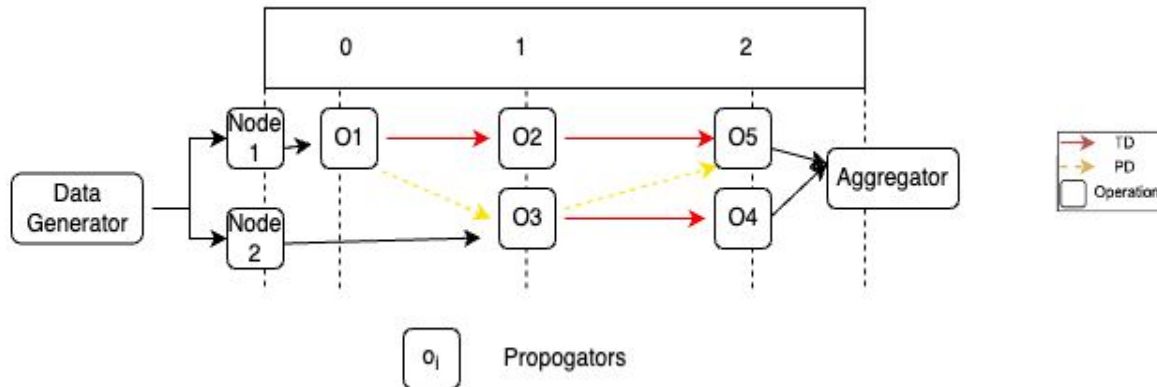 0 1 2
Node
1
O1
O2
O5
TD
PD
Operation
Data
Generator
Aggregator
Node
2
O3
O4
oi Propogators